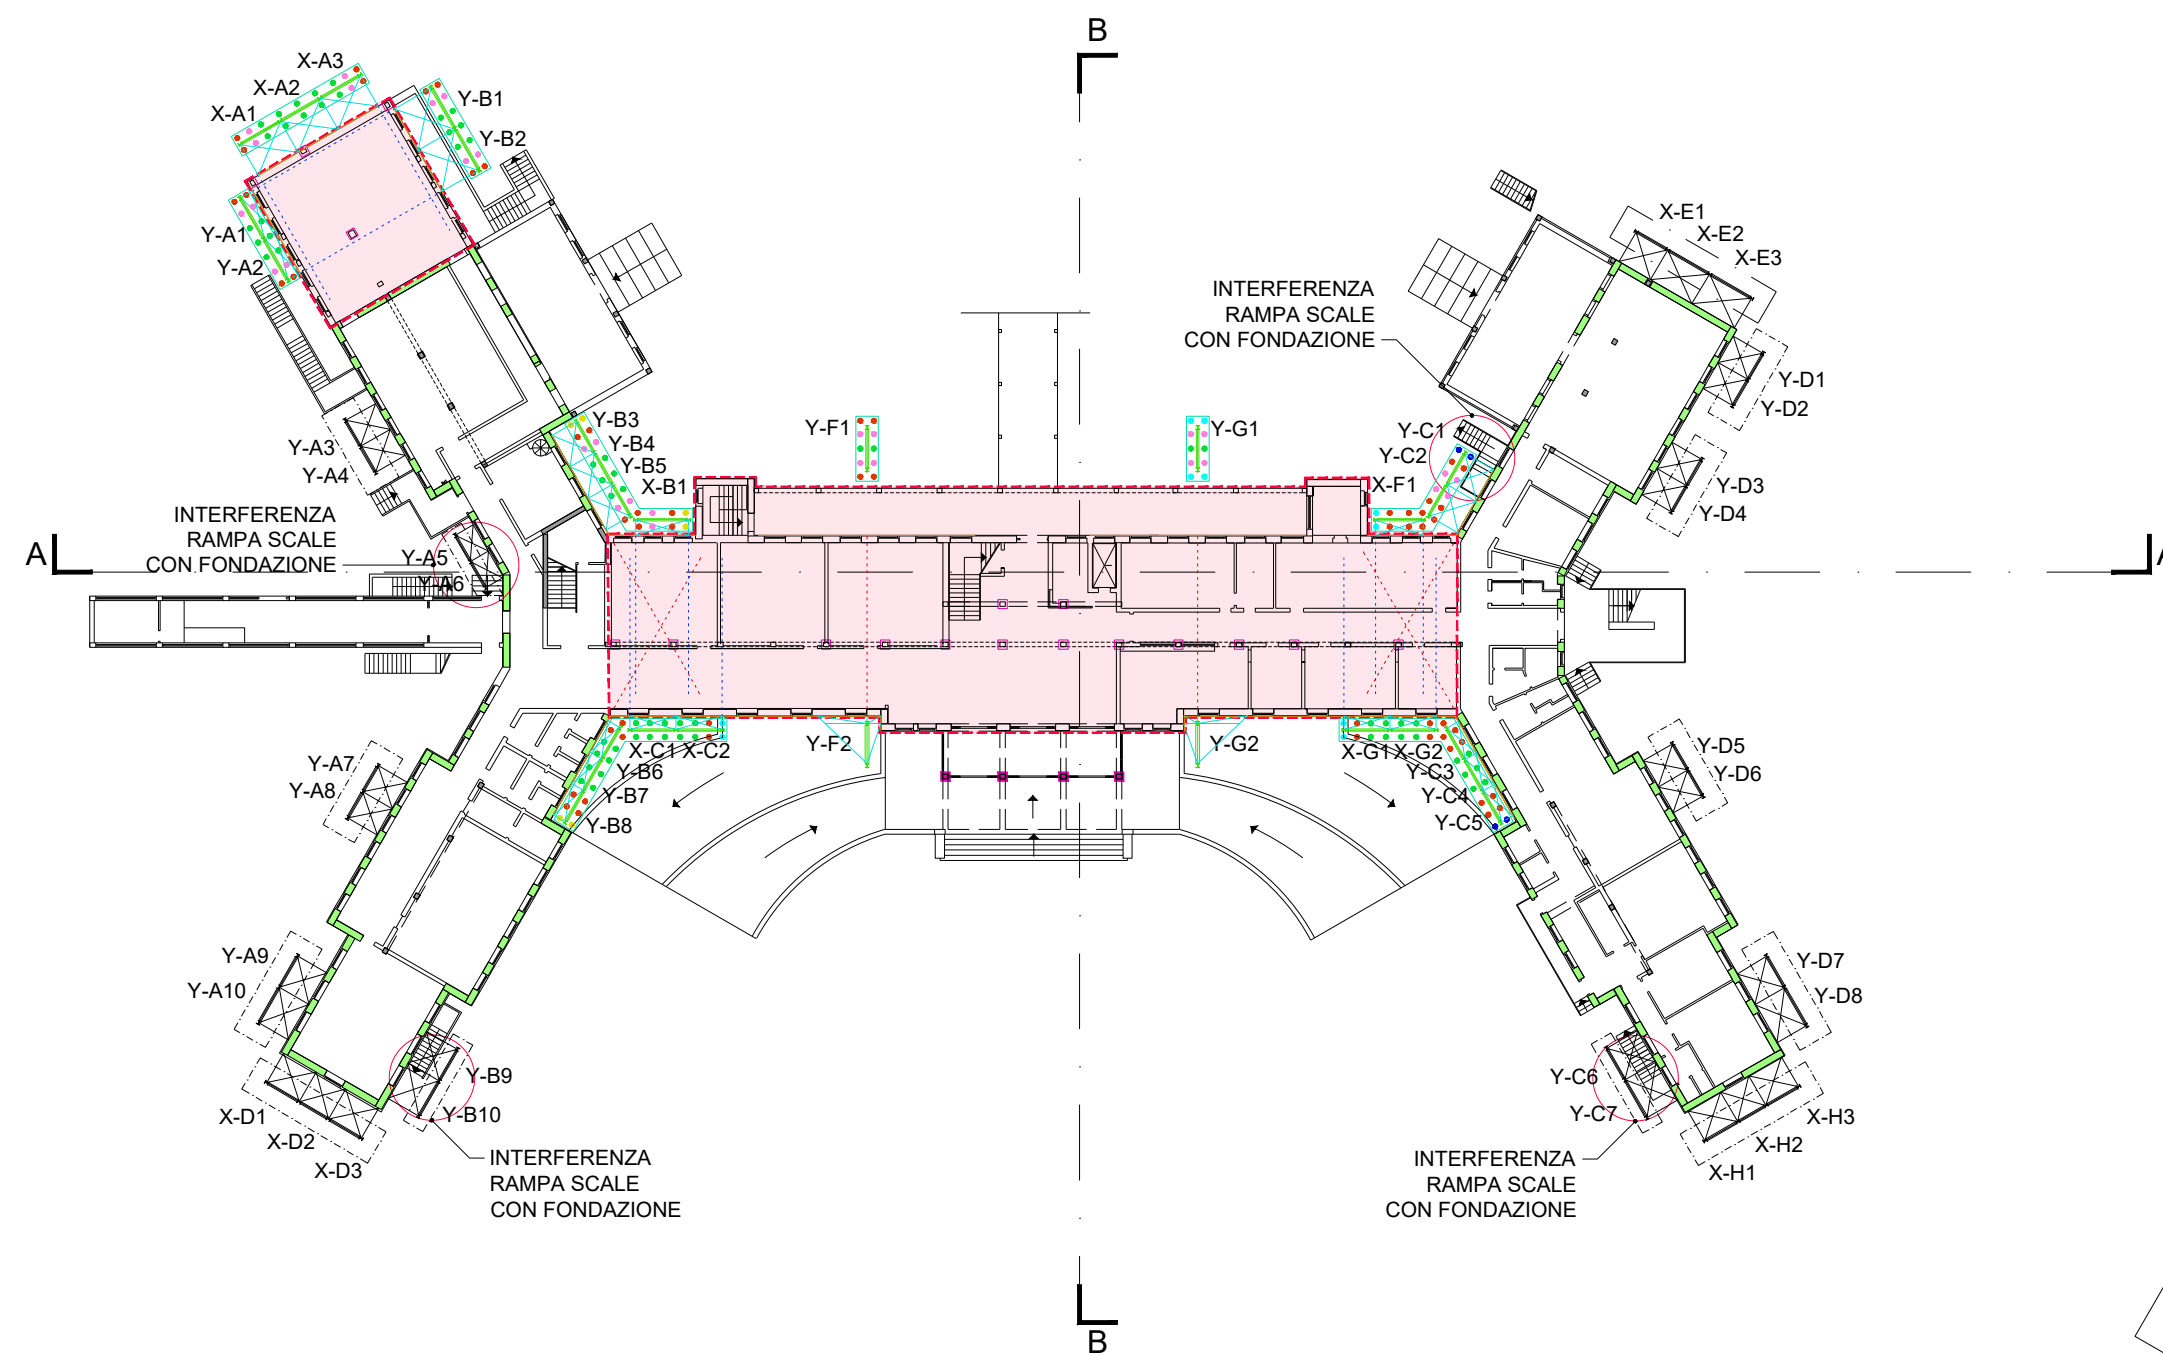 B
X-A3
X-A2
X-A1
Y-B1
Y-B2
Y-A1
Y-A2
X-E1
X-E2
X-E3
INTERFERENZA
RAMPA SCALE
CON FONDAZIONE
Y-D1
Y-D2
Y-A3
Y-A4
Y-B3
Y-B4
Y-B5
X-B1
Y-F1
Y-G1
Y-C1
Y-C2
X-F1
Y-D3
Y-D4
INTERFERENZA
RAMPA SCALE
CON FONDAZIONE
Y-A5
Y-A6
A
Y-A7
Y-A8
X-C1 X-C2
Y-B6
Y-B7
Y-B8
Y-F2
Y-G2
X-G1 X-G2
Y-C3
Y-C4
Y-C5
Y-D5
Y-D6
Y-A9
Y-A10
Y-D7
Y-D8
X-D1
X-D2
X-D3
Y-B9
Y-B10
INTERFERENZA
RAMPA SCALE
CON FONDAZIONE
Y-C6
Y-C7
INTERFERENZA
RAMPA SCALE
CON FONDAZIONE
X-H3
X-H2
X-H1
B